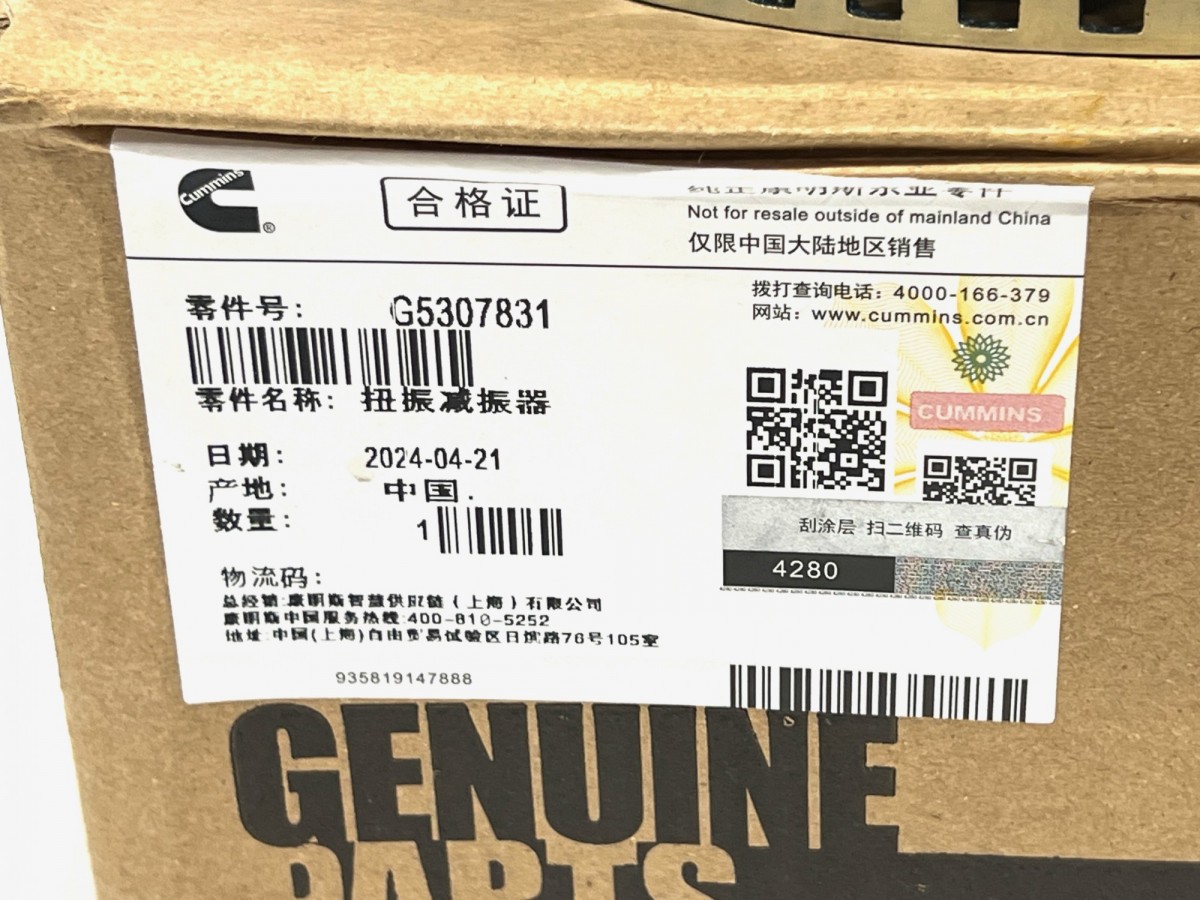 Cummins
®
合格证
纯正康明斯东亚零件
Not for resale outside of mainland China
仅限中国大陆地区销售
零件号: G5307831
拨打查询电话: 4000-166-379
网站: www.cummins.com.cn
零件名称: 扭振减振器
CUMMINS
日期: 2024-04-21
产地: 中国.
数量: 1
刮涂层 扫二维码 查真伪
4280
物流码:
总经销:康明斯智慧供应链(上海)有限公司
康明斯中国服务热线:400-810-5252
地址:中国(上海)自由贸易试验区日滨路76号105室
935819147888
GENUINE
PARTS